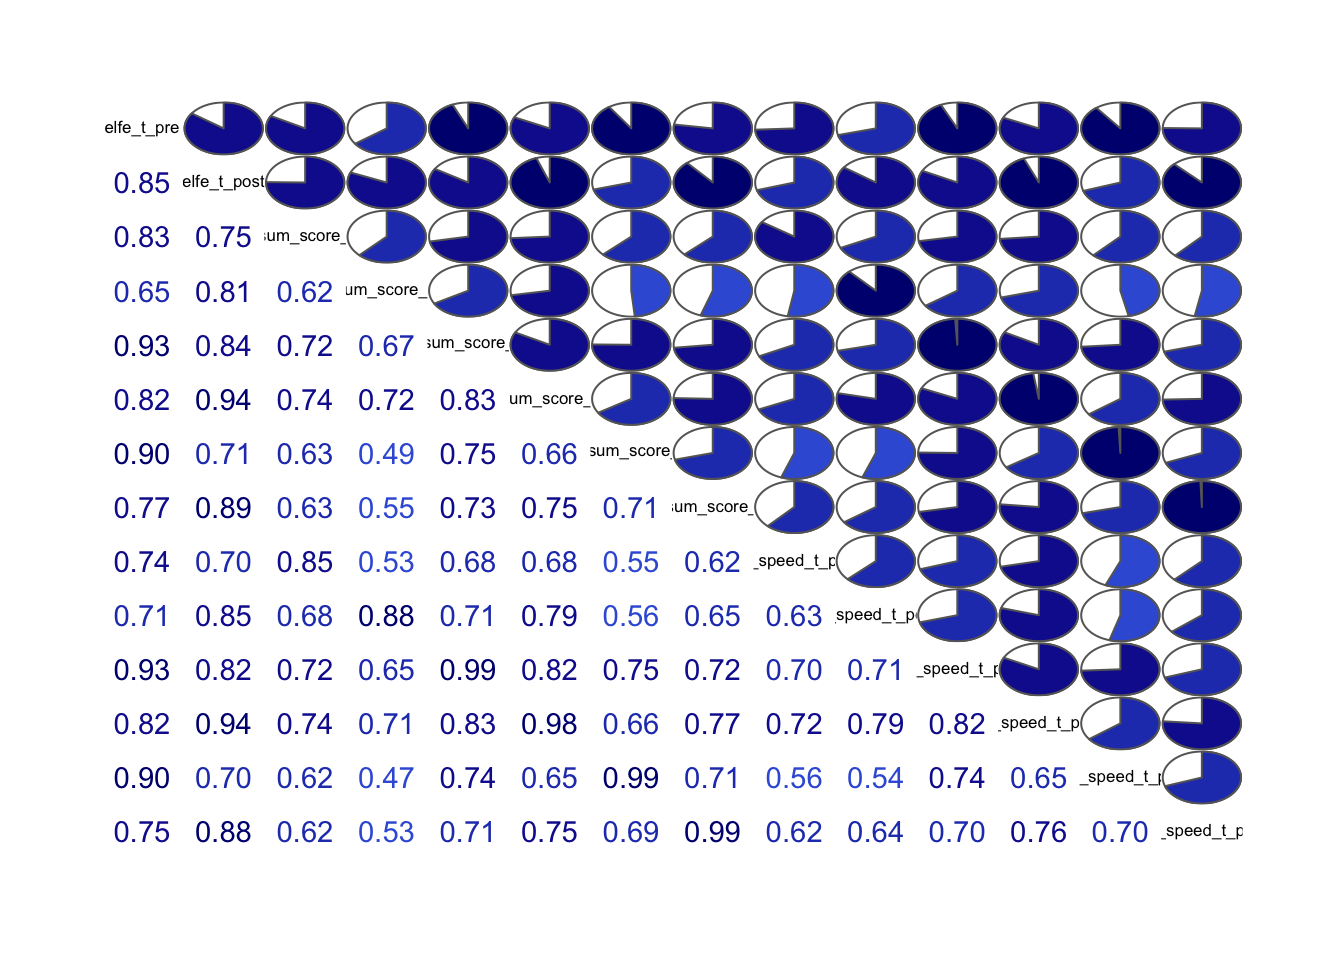 elfe_t_pre
0.85 elfe_t_post
0.83 0.75 sum_score_
0.65 0.81 0.62 um_score_
0.93 0.84 0.72 0.67 sum_score_
0.82 0.94 0.74 0.72 0.83 um_score_
0.90 0.71 0.63 0.49 0.75 0.66 sum_score_
0.77 0.89 0.63 0.55 0.73 0.75 0.71 sum_score_
0.74 0.70 0.85 0.53 0.68 0.68 0.55 0.62 _speed_t_p
0.71 0.85 0.68 0.88 0.71 0.79 0.56 0.65 0.63 _speed_t_p
0.93 0.82 0.72 0.65 0.99 0.82 0.75 0.72 0.70 0.71 _speed_t_p
0.82 0.94 0.74 0.71 0.83 0.98 0.66 0.77 0.72 0.79 0.82 _speed_t_p
0.90 0.70 0.62 0.47 0.74 0.65 0.99 0.71 0.56 0.54 0.74 0.65 _speed_t_p
0.75 0.88 0.62 0.53 0.71 0.75 0.69 0.99 0.62 0.64 0.70 0.76 0.70 _speed_t_p